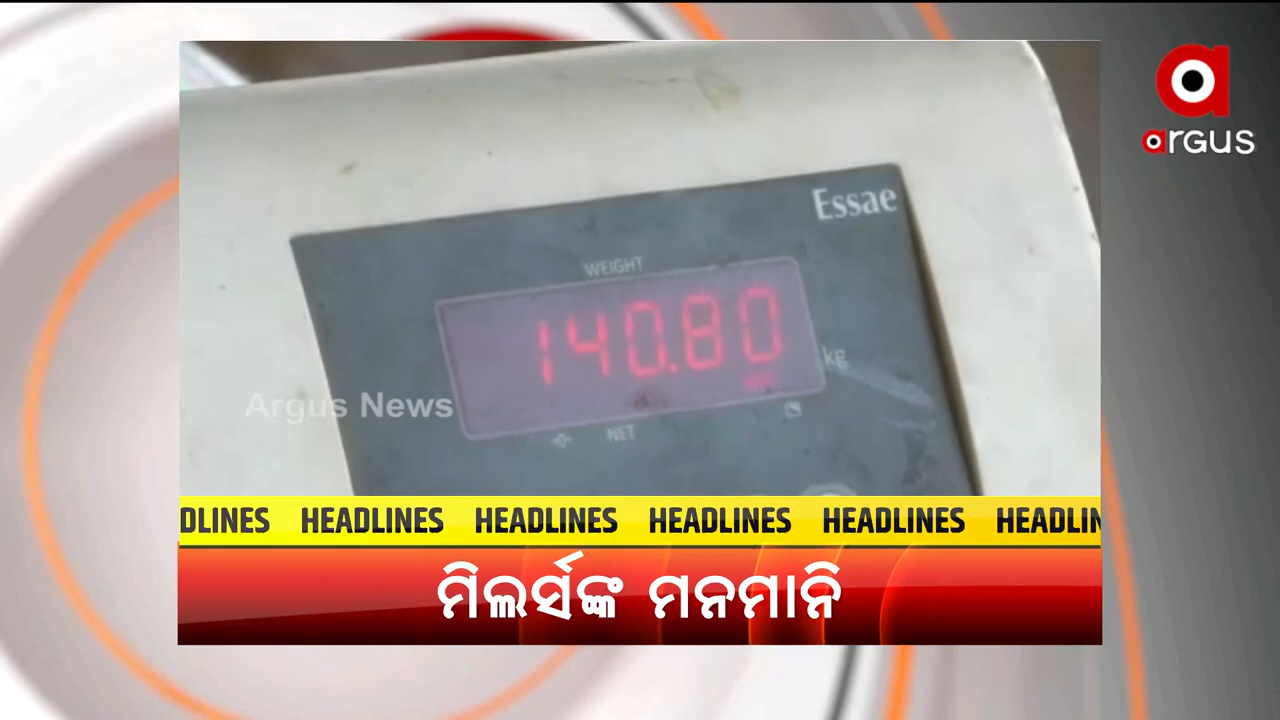 argus
Essae
WEIGHT
140.80
kg
Argus News
NET
DLINES HEADLINES HEADLINES HEADLINES HEADLINES HEADLIN
ମିଲର୍ସଙ୍କ ମନମାନି